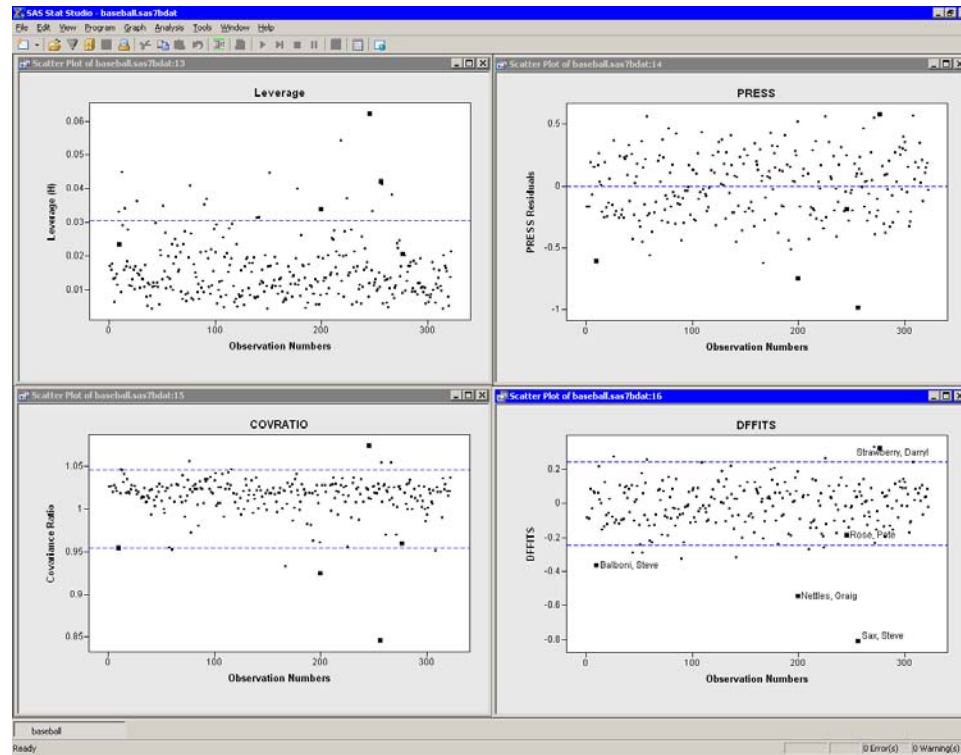 SAS Stat Studio - baseball.sas7bdat
File Edit View Program Graph Analysis Tools Window Help
Scatter Plot of baseball.sas7bdat:13
Leverage
0.06
0.05
0.04
0.03
0.02
0.01
Leverage (H)
0 100 200 300
Observation Numbers
Scatter Plot of baseball.sas7bdat:14
PRESS
0.5
0
-0.5
-1
PRESS Residuals
0 100 200 300
Observation Numbers
Scatter Plot of baseball.sas7bdat:15
COVRATIO
1.05
1
0.95
0.9
0.85
Covariance Ratio
0 100 200 300
Observation Numbers
Scatter Plot of baseball.sas7bdat:16
DFFITS
0.2
0.0
-0.2
-0.4
-0.6
-0.8
DFFITS
Strawberry, Darryl
Rose, Pete
Balboni, Steve
Nettles, Graig
Sax, Steve
0 100 200 300
Observation Numbers
baseball
Ready
0 Error(s) 0 Warning(s)